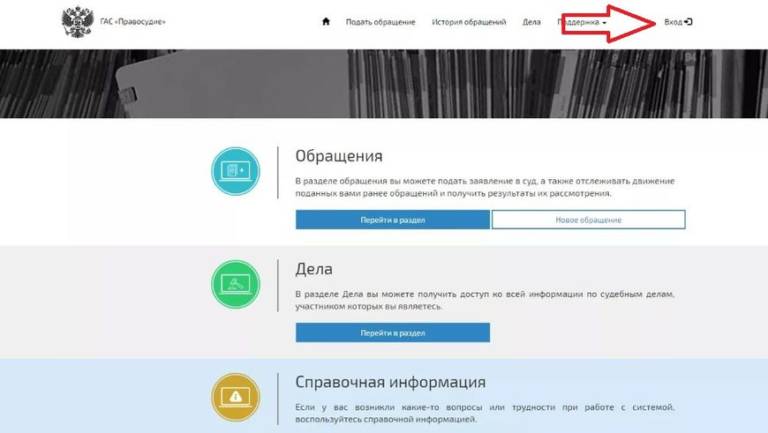 ГАС «Правосудие»
Подать обращение
История обращений
Дела
Поддержка
Вход
Обращения
В разделе обращения вы можете подать заявление в суд, а также отслеживать движение
поданных вами ранее обращений и получить результаты их рассмотрения.
Перейти в раздел
Новое обращение
Дела
В разделе Дела вы можете получить доступ ко всей информации по судебным делам,
участником которых вы являетесь.
Перейти в раздел
Справочная информация
Если у вас возникли какие-то вопросы или трудности при работе с системой,
воспользуйтесь справочной информацией.